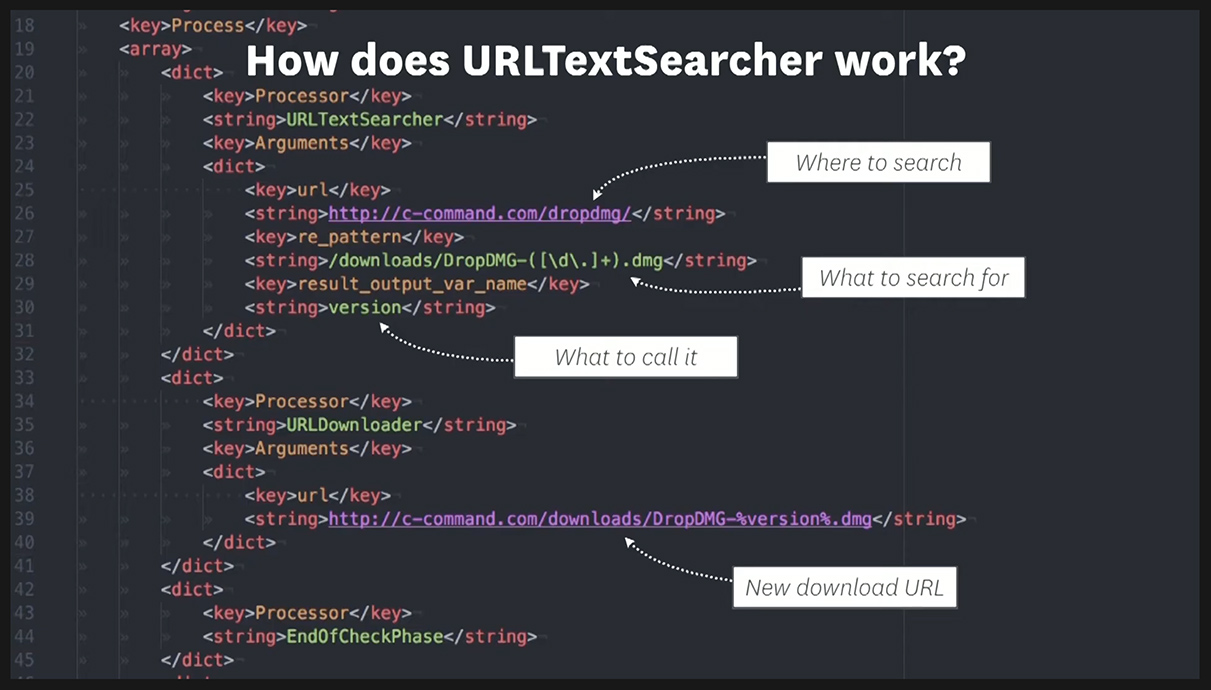 How does URLTextSearcher work?
18 <key>Process</key>
19 <array>
20 <dict>
21 <key>Processor</key>
22 <string>URLTextSearcher</string>
23 <key>Arguments</key>
24 <dict>
Where to search
25 <key>url</key>
26 <string>http://c-command.com/dropdmg/</string>
27 <key>re_pattern</key>
28 <string>/downloads/DropDMG-([\d\.]+).dmg</string>
What to search for
29 <key>result_output_var_name</key>
30 <string>version</string>
31 </dict>
What to call it
32 </dict>
33 <dict>
34 <key>Processor</key>
35 <string>URLDownloader</string>
36 <key>Arguments</key>
37 <dict>
38 <key>url</key>
39 <string>http://c-command.com/downloads/DropDMG-%version%.dmg</string>
40 </dict>
41 </dict>
New download URL
42 <dict>
43 <key>Processor</key>
44 <string>EndOfCheckPhase</string>
45 </dict>